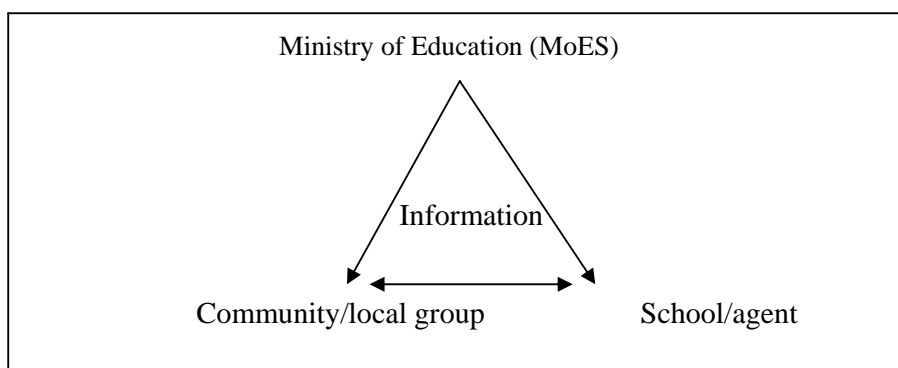 Ministry of Education (MoES)
Information
Community/local group School/agent